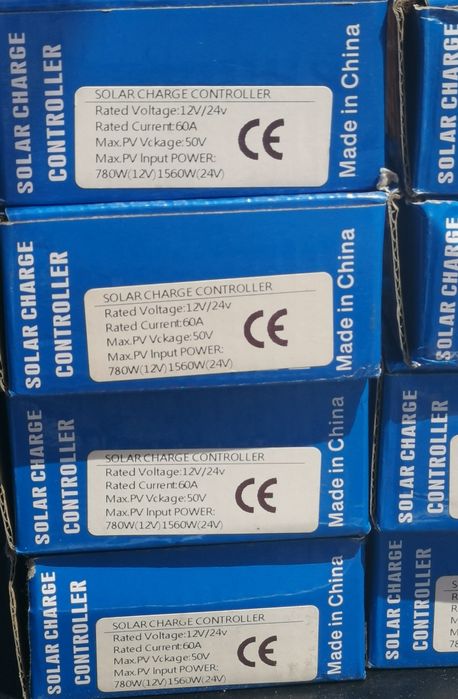 SOLAR CHARGE
CONTROLLER
SOLAR CHARGE CONTROLLER
Rated Voltage:12V/24v
Rated Current:60A
Max.PV Vckage:50V
Max.PV Input POWER:
780W(12V)1560W(24V)
CE
Made in China
SOLAR CHARGE
SOLAR CHARGE
CONTROLLER
SOLAR CHARGE CONTROLLER
Rated Voltage:12V/24v
Rated Current:60A
Max.PV Vckage:50V
Max.PV Input POWER:
780W(12V)1560W(24V)
CE
Made in China
SOLAR CHARGE
SOLAR CHARGE
CONTROLLER
SOLAR CHARGE CONTROLLER
Rated Voltage:12V/24v
Rated Current:60A
Max.PV Vckage:50V
Max.PV Input POWER:
780W(12V)1560W(24V)
CE
Made in China
SOLAR CHARGE
CONTROLLER
SOLAR CHARGE
CONTROLLER
SOLAR CHARGE CONTROLLER
Rated Voltage:12V/24v
Rated Current:60A
Max.PV Vckage:50V
Max.PV Input POWER:
780W(12V)1560W(24V)
CE
Made in China
SOLAR CHARGE
CONTROLLER